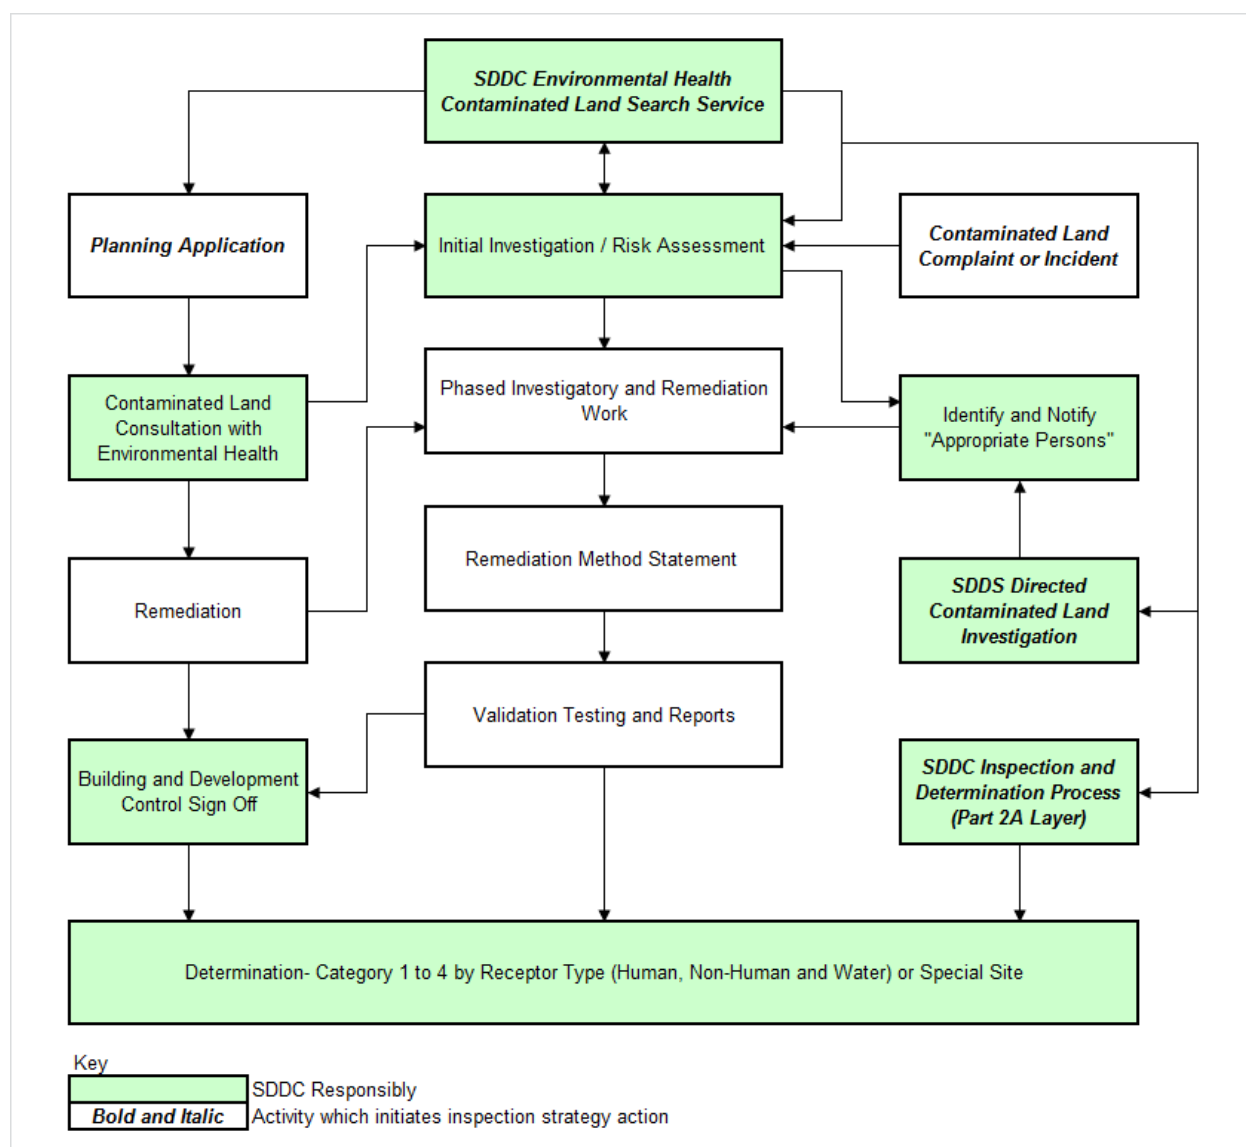 SDDC Environmental Health
Contaminated Land Search Service
Planning Application
Initial Investigation / Risk Assessment
Contaminated Land
Complaint or Incident
Contaminated Land
Consultation with
Environmental Health
Phased Investigatory and Remediation
Work
Identify and Notify
"Appropriate Persons"
Remediation
Remediation Method Statement
SDDS Directed
Contaminated Land
Investigation
Building and Development
Control Sign Off
Validation Testing and Reports
SDDC Inspection and
Determination Process
(Part 2A Layer)
Determination- Category 1 to 4 by Receptor Type (Human, Non-Human and Water) or Special Site
Key
SDDC Responsibly
Bold and Italic Activity which initiates inspection strategy action